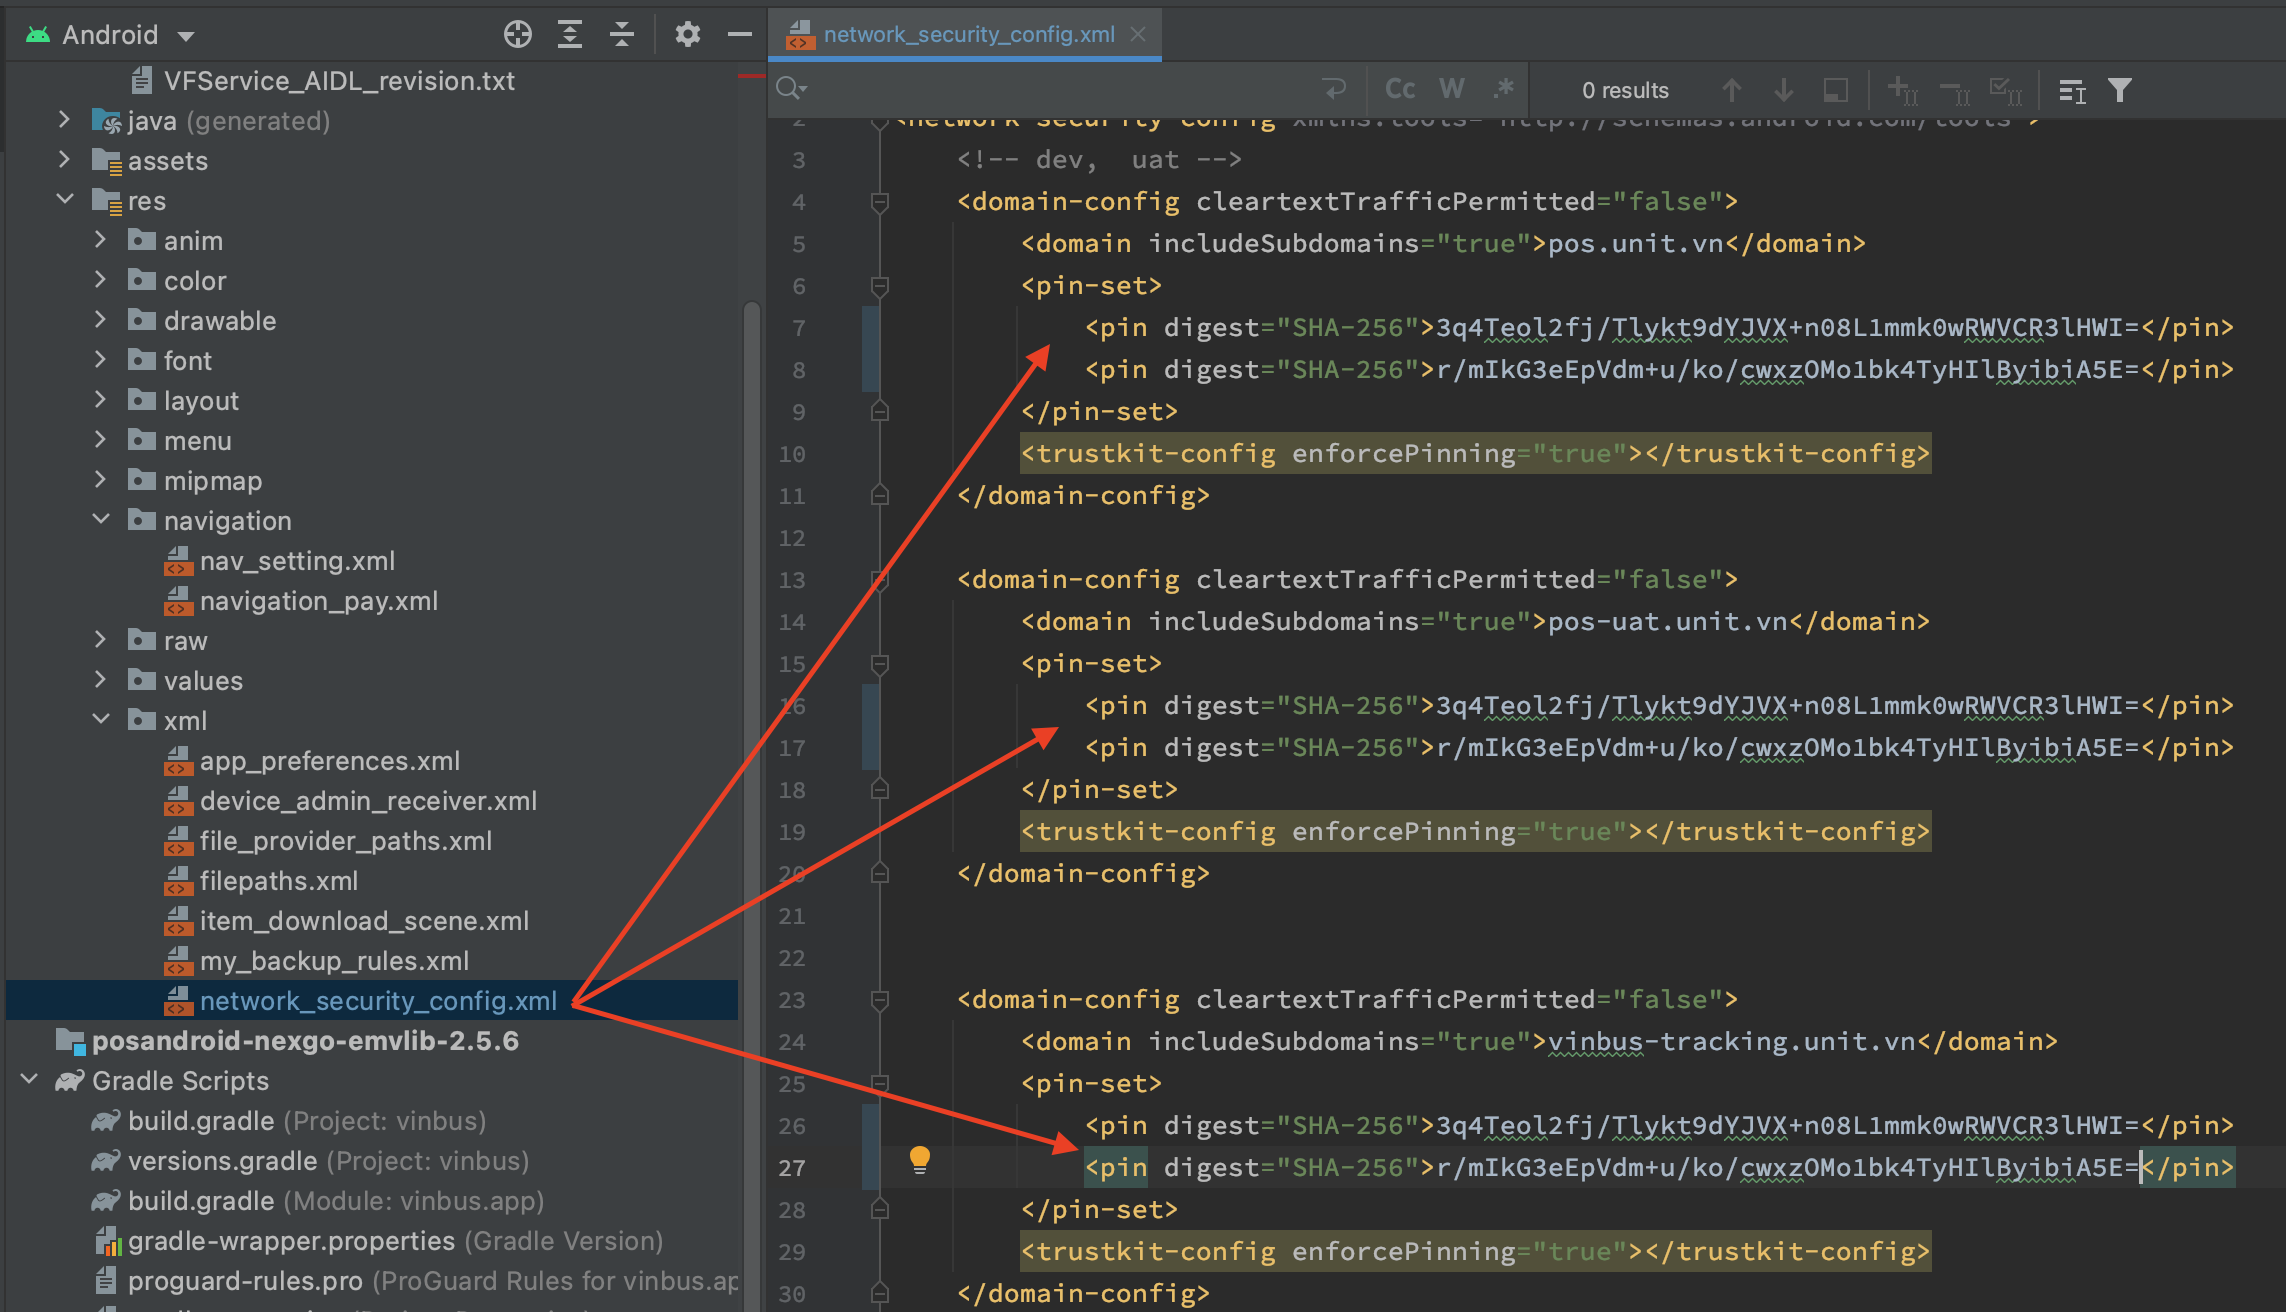 Android
VFService_AIDL_revision.txt
java (generated)
assets
res
anim
color
drawable
font
layout
menu
mipmap
navigation
nav_setting.xml
navigation_pay.xml
raw
values
xml
app_preferences.xml
device_admin_receiver.xml
file_provider_paths.xml
filepaths.xml
item_download_scene.xml
my_backup_rules.xml
network_security_config.xml
posandroid-nexgo-emvlib-2.5.6
Gradle Scripts
build.gradle (Project: vinbus)
versions.gradle (Project: vinbus)
build.gradle (Module: vinbus.app)
gradle-wrapper.properties (Gradle Version)
proguard-rules.pro (ProGuard Rules for vinbus.ap
network_security_config.xml
Cc W .* 0 results
2 <network-security-config xmlns:tools="http://schemas.android.com/tools">
3 <!-- dev, uat -->
4 <domain-config cleartextTrafficPermitted="false">
5 <domain includeSubdomains="true">pos.unit.vn</domain>
6 <pin-set>
7 <pin digest="SHA-256">3q4Teol2fj/Tlykt9dYJVX+n08L1mmk0wRWVCR3lHWI=</pin>
8 <pin digest="SHA-256">r/mIkG3eEpVdm+u/ko/cwxzOMo1bk4TyHIlByibiA5E=</pin>
9 </pin-set>
10 <trustkit-config enforcePinning="true"></trustkit-config>
11 </domain-config>
12
13 <domain-config cleartextTrafficPermitted="false">
14 <domain includeSubdomains="true">pos-uat.unit.vn</domain>
15 <pin-set>
16 <pin digest="SHA-256">3q4Teol2fj/Tlykt9dYJVX+n08L1mmk0wRWVCR3lHWI=</pin>
17 <pin digest="SHA-256">r/mIkG3eEpVdm+u/ko/cwxzOMo1bk4TyHIlByibiA5E=</pin>
18 </pin-set>
19 <trustkit-config enforcePinning="true"></trustkit-config>
20 </domain-config>
21
22
23 <domain-config cleartextTrafficPermitted="false">
24 <domain includeSubdomains="true">vinbus-tracking.unit.vn</domain>
25 <pin-set>
26 <pin digest="SHA-256">3q4Teol2fj/Tlykt9dYJVX+n08L1mmk0wRWVCR3lHWI=</pin>
27 <pin digest="SHA-256">r/mIkG3eEpVdm+u/ko/cwxzOMo1bk4TyHIlByibiA5E=</pin>
28 </pin-set>
29 <trustkit-config enforcePinning="true"></trustkit-config>
30 </domain-config>